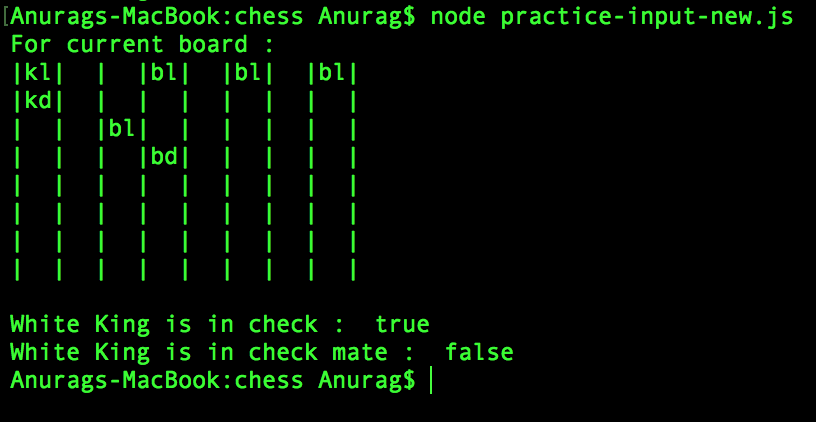 [Anurags-MacBook:chess Anurag$ node practice-input-new.js
For current board :
|kl|  |  |bl|  |bl|  |bl|
|kd|  |  |  |  |  |  |  |
|  |  |bl|  |  |  |  |  |
|  |  |  |bd|  |  |  |  |
|  |  |  |  |  |  |  |  |
|  |  |  |  |  |  |  |  |
|  |  |  |  |  |  |  |  |
|  |  |  |  |  |  |  |  |
White King is in check :  true
White King is in check mate :  false
Anurags-MacBook:chess Anurag$